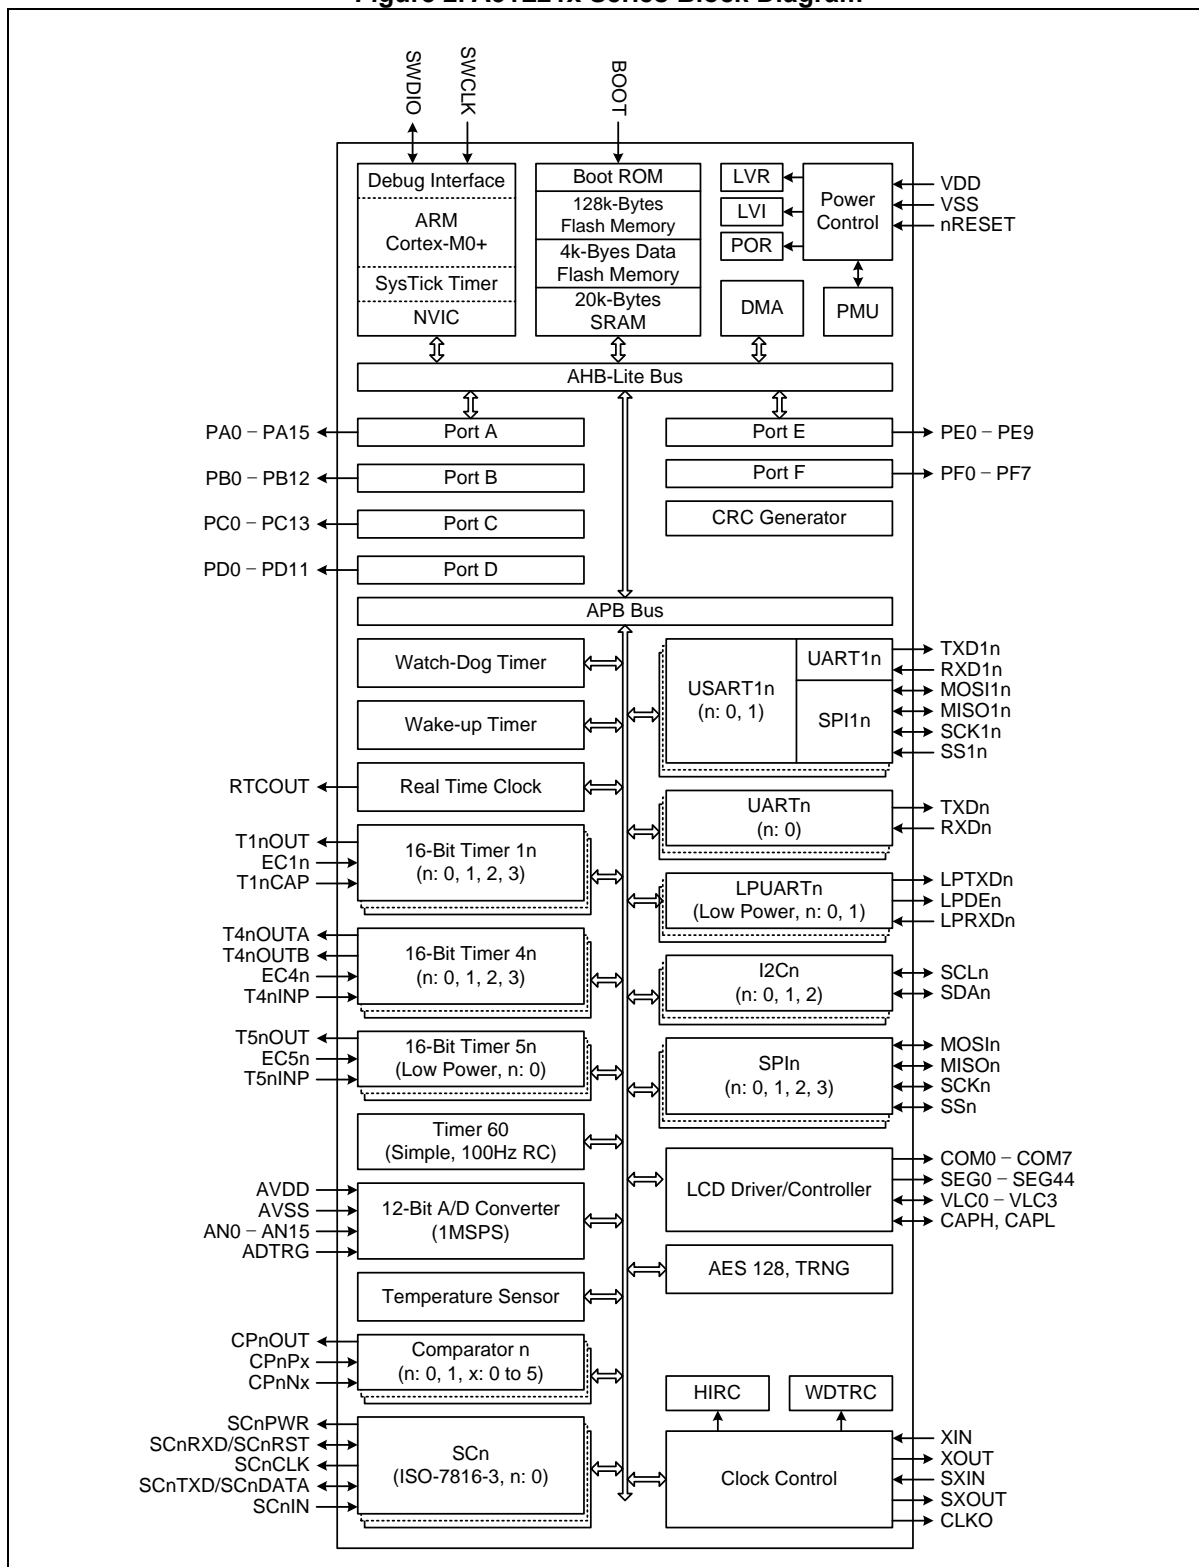 SWDIO
SWCLK
BOOT
Debug Interface
ARM
Cortex-M0+
SysTick Timer
NVIC
Boot ROM
128k-Bytes
Flash Memory
4k-Byes Data
Flash Memory
20k-Bytes
SRAM
LVR
LVI
POR
Power
Control
DMA
PMU
VDD
VSS
nRESET
AHB-Lite Bus
PA0 – PA15
Port A
Port E
PE0 – PE9
PB0 – PB12
Port B
Port F
PF0 – PF7
PC0 – PC13
Port C
CRC Generator
PD0 – PD11
Port D
APB Bus
Watch-Dog Timer
Wake-up Timer
RTCOUT
Real Time Clock
T1nOUT
EC1n
T1nCAP
16-Bit Timer 1n
(n: 0, 1, 2, 3)
T4nOUTA
T4nOUTB
EC4n
T4nINP
16-Bit Timer 4n
(n: 0, 1, 2, 3)
T5nOUT
EC5n
T5nINP
16-Bit Timer 5n
(Low Power, n: 0)
Timer 60
(Simple, 100Hz RC)
AVDD
AVSS
AN0 – AN15
ADTRG
12-Bit A/D Converter
(1MSPS)
Temperature Sensor
CPnOUT
CPnPx
CPnNx
Comparator n
(n: 0, 1, x: 0 to 5)
SCnPWR
SCnRXD/SCnRST
SCnCLK
SCnTXD/SCnDATA
SCnIN
SCn
(ISO-7816-3, n: 0)
USART1n
(n: 0, 1)
UART1n
SPI1n
TXD1n
RXD1n
MOSI1n
MISO1n
SCK1n
SS1n
UARTn
(n: 0)
TXDn
RXDn
LPUARTn
(Low Power, n: 0, 1)
LPTXDn
LPDEn
LPRXDn
I2Cn
(n: 0, 1, 2)
SCLn
SDAn
SPIn
(n: 0, 1, 2, 3)
MOSIn
MISOn
SCKn
SSn
LCD Driver/Controller
COM0 – COM7
SEG0 – SEG44
VLC0 – VLC3
CAPH, CAPL
AES 128, TRNG
HIRC
WDTRC
Clock Control
XIN
XOUT
SXIN
SXOUT
CLKO